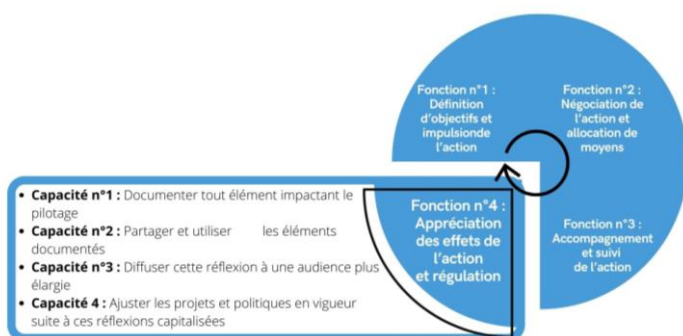 Fonction n°1 :
Définition
d'objectifs et
impulsionde
l'action
Fonction n°2 :
Négociation de
l'action et
allocation de
moyens
Fonction n°4 :
Appréciation
des effets de
l'action
et régulation
Fonction n°3 :
Accompagnement
et suivi
de l'action
• Capacité n°1 : Documenter tout élément impactant le
pilotage
• Capacité n°2 : Partager et utiliser les éléments
documentés
• Capacité n°3 : Diffuser cette réflexion à une audience plus
élargie
• Capacité 4 : Ajuster les projets et politiques en vigueur
suite à ces réflexions capitalisées